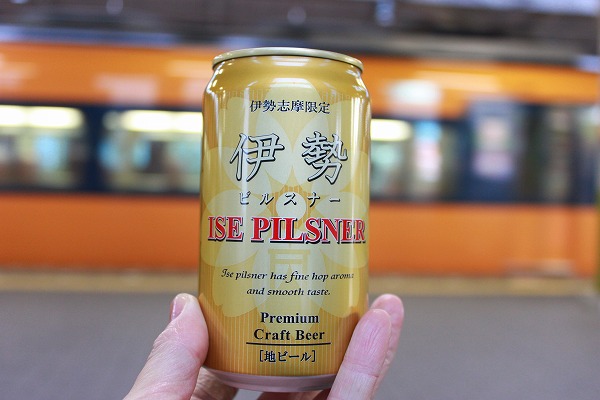 伊勢志摩限定
伊勢
ピルスナー
ISE PILSNER
Ise pilsner has fine hop aroma
and smooth taste.
Premium
Craft Beer
[地ビール]